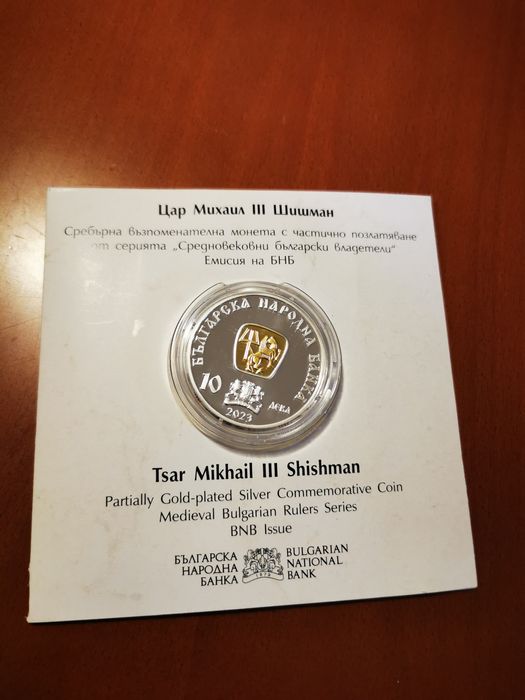 Цар Михаил III Шишман
Сребърна възпоменателна монета с частично позлатяване
от серията „Средновековни български владетели“
Емисия на БНБ
БЪЛГАРСКА НАРОДНА БАНКА
10
ЛЕВА
2023
Tsar Mikhail III Shishman
Partially Gold-plated Silver Commemorative Coin
Medieval Bulgarian Rulers Series
BNB Issue
БЪЛГАРСКА
НАРОДНА
БАНКА
1879
BULGARIAN
NATIONAL
BANK